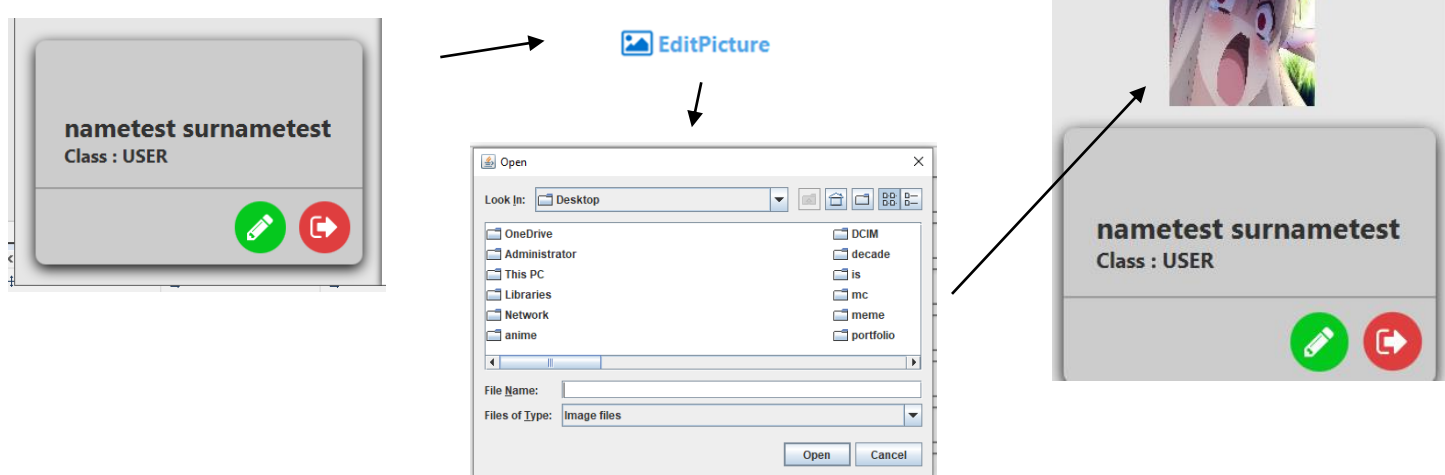 nametest surnametest
Class : USER
EditPicture
Open
Look In: Desktop
OneDrive
Administrator
This PC
Libraries
Network
anime
DCIM
decade
is
mc
meme
portfolio
File Name:
Files of Type: Image files
Open Cancel
nametest surnametest
Class : USER